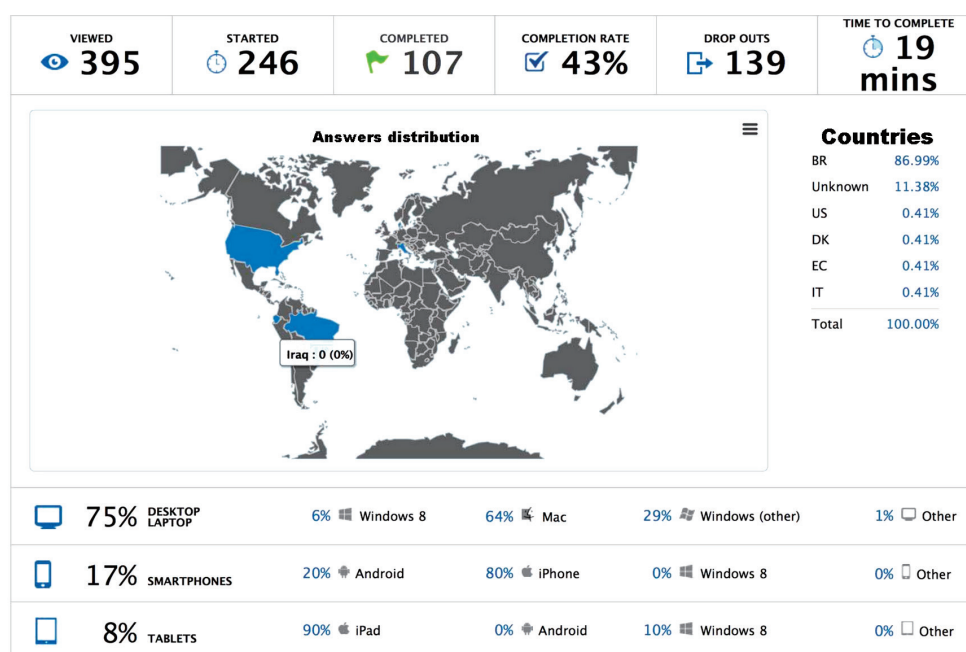 VIEWED
395
STARTED
246
COMPLETED
107
COMPLETION RATE
43%
DROP OUTS
139
TIME TO COMPLETE
19
mins
Answers distribution
Iraq : 0 (0%)
Countries
BR 86.99%
Unknown 11.38%
US 0.41%
DK 0.41%
EC 0.41%
IT 0.41%
Total 100.00%
75% DESKTOP
LAPTOP
6% Windows 8
64% Mac
29% Windows (other)
1% Other
17% SMARTPHONES
20% Android
80% iPhone
0% Windows 8
0% Other
8% TABLETS
90% iPad
0% Android
10% Windows 8
0% Other